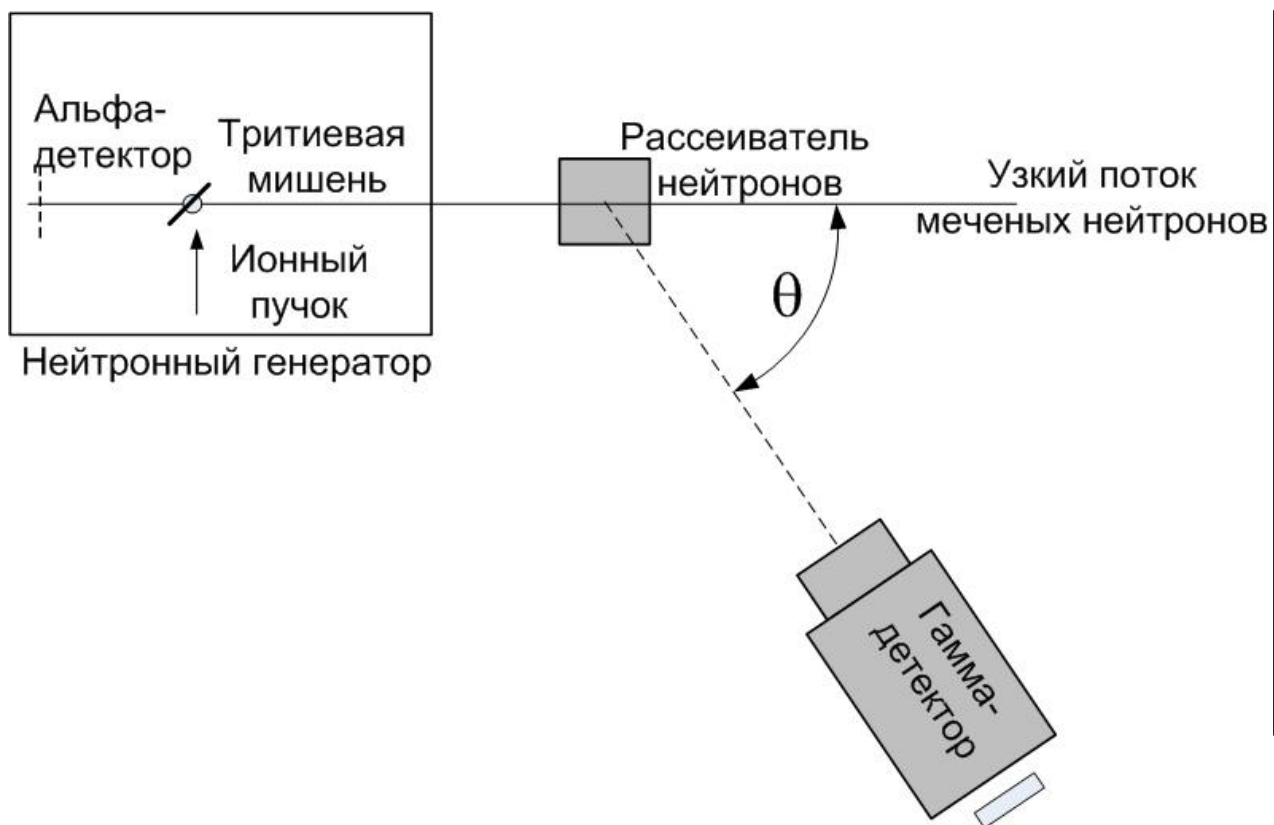 Альфа-
детектор
Тритиевая
мишень
Ионный
пучок
Нейтронный генератор
Рассеиватель
нейтронов
Узкий поток
меченых нейтронов
θ
Гамма-
детектор